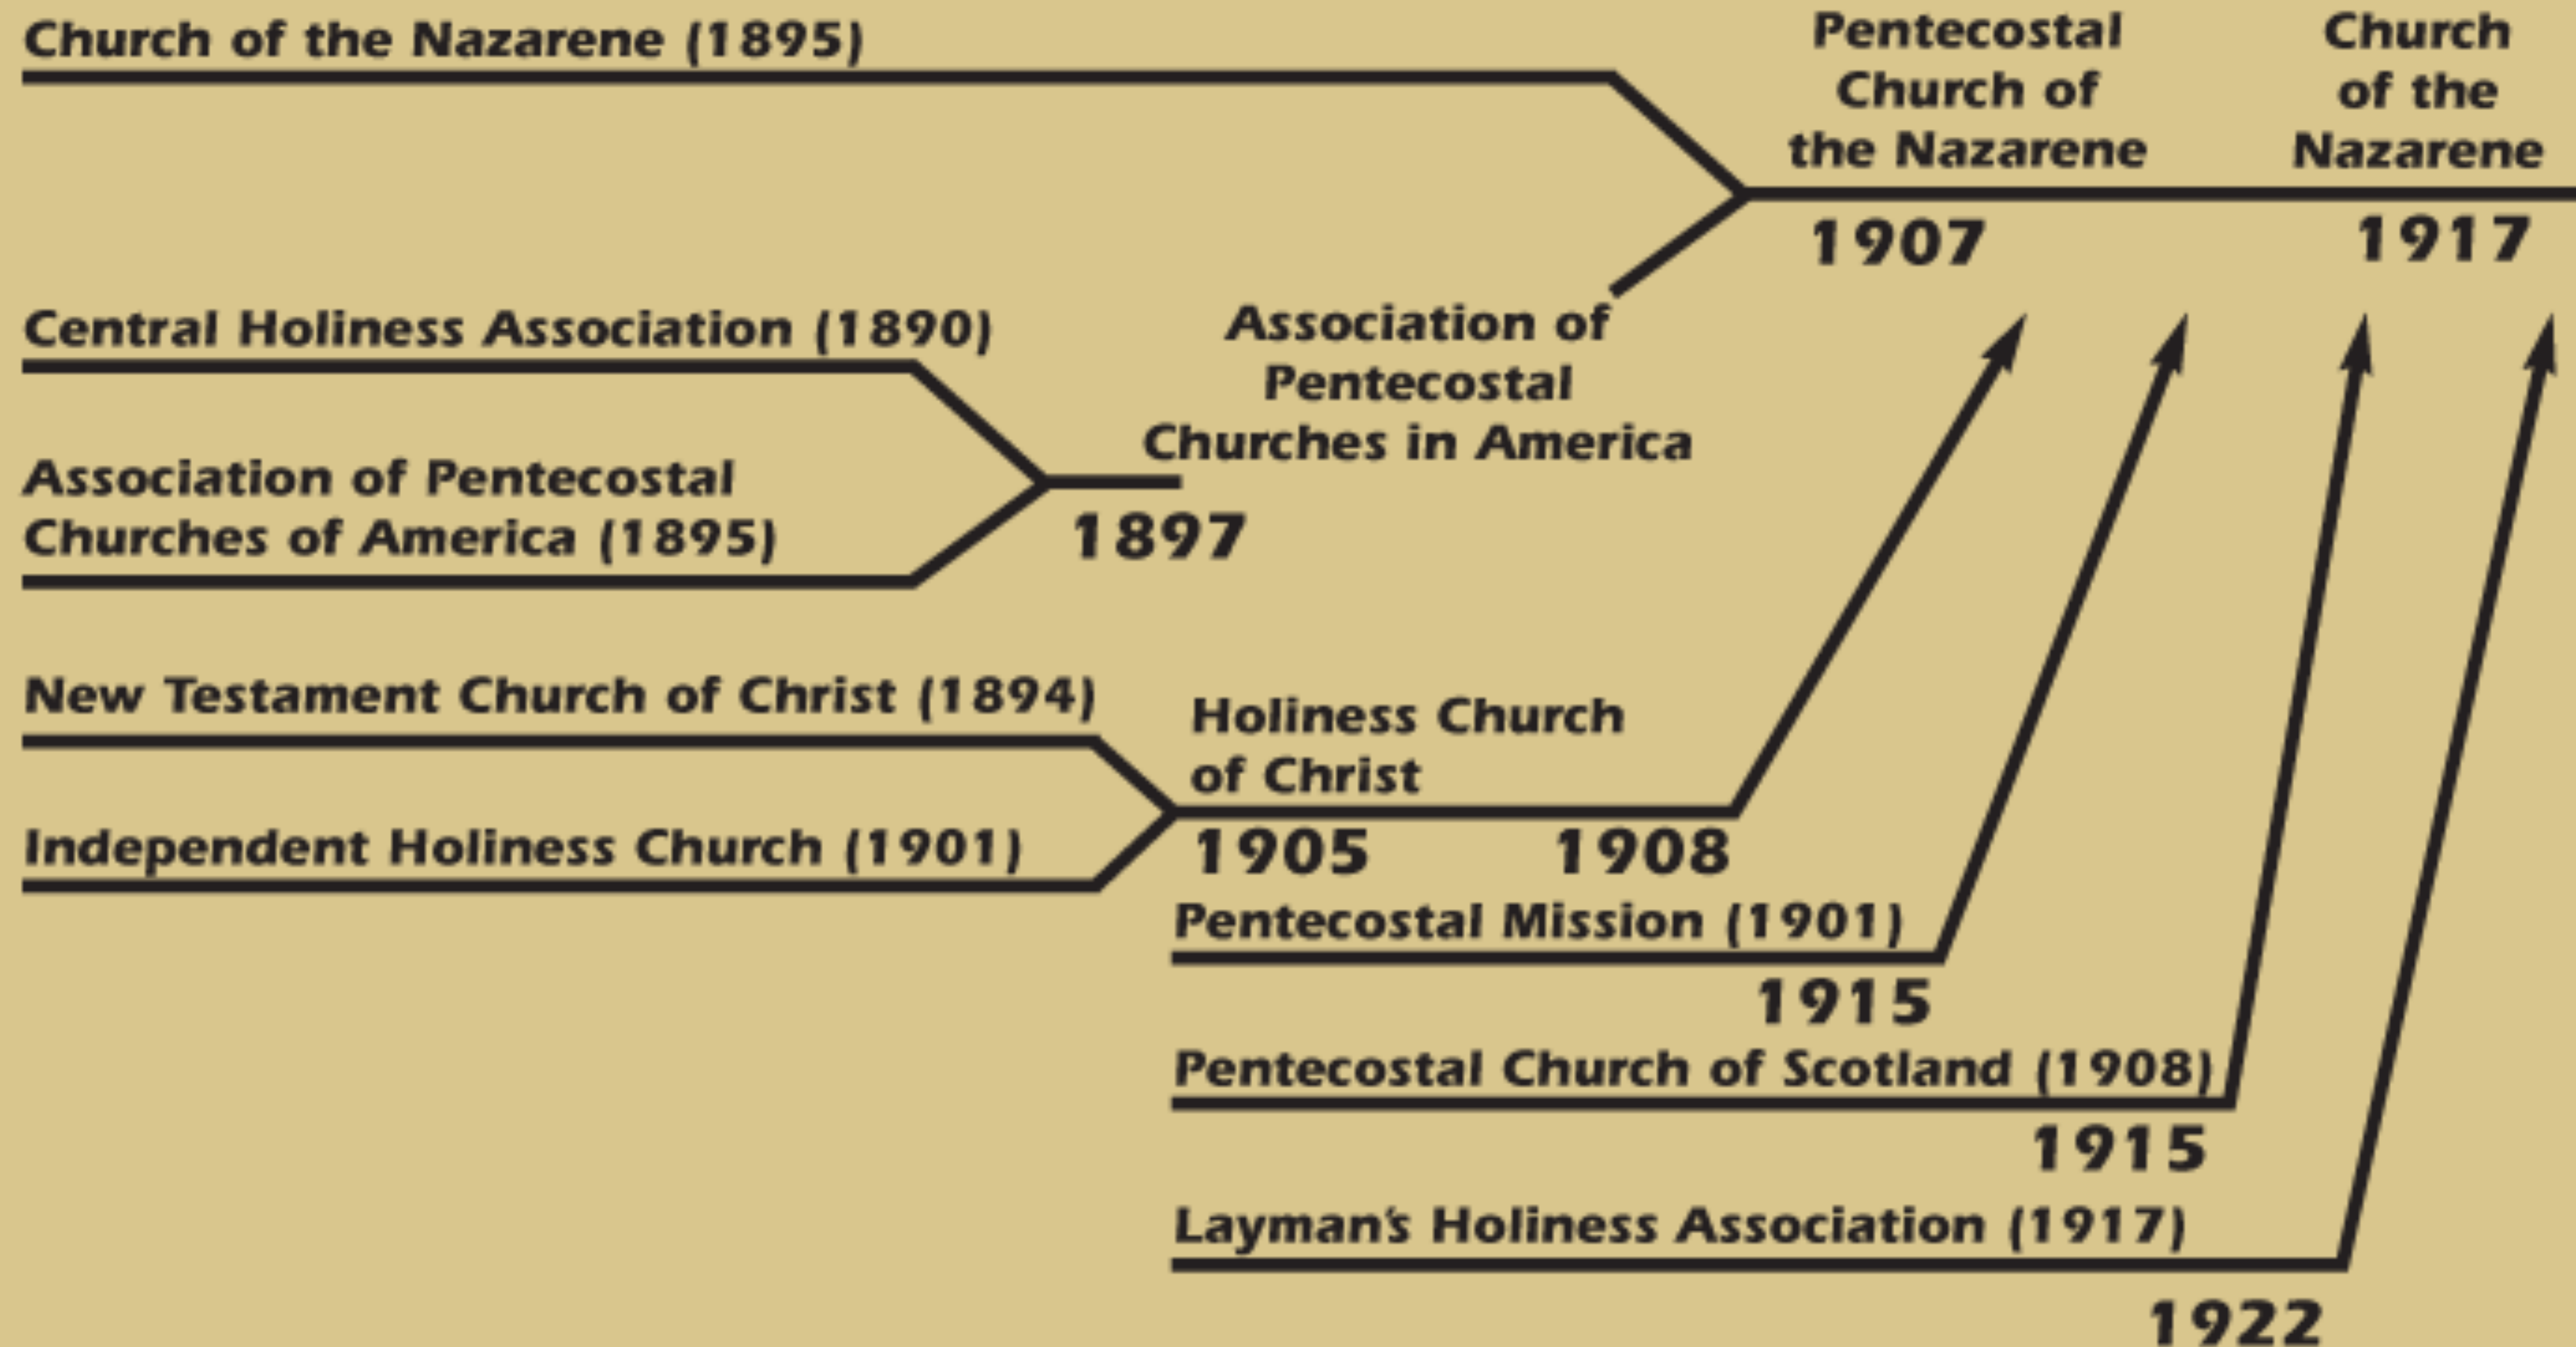 Church of the Nazarene (1895)
Pentecostal
Church of
the Nazarene
1907
Church
of the
Nazarene
1917
Central Holiness Association (1890)
Association of Pentecostal
Churches of America (1895)
Association of
Pentecostal
Churches in America
1897
New Testament Church of Christ (1894)
Independent Holiness Church (1901)
Holiness Church
of Christ
1905 1908
Pentecostal Mission (1901)
1915
Pentecostal Church of Scotland (1908)
1915
Layman's Holiness Association (1917)
1922